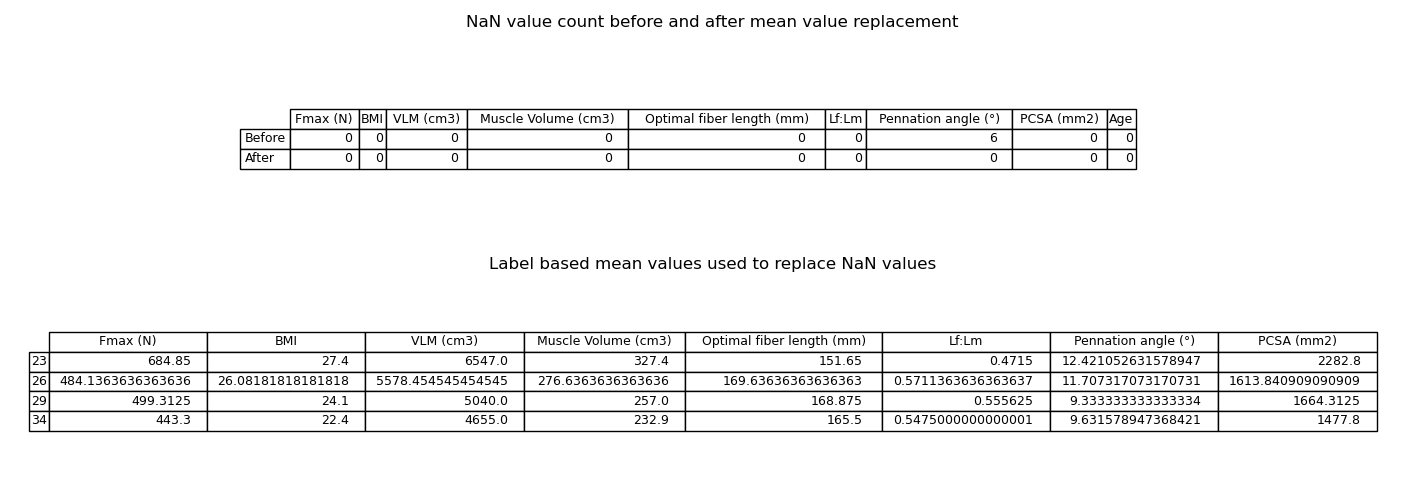 NaN value count before and after mean value replacement
Fmax (N) BMI VLM (cm3) Muscle Volume (cm3) Optimal fiber length (mm) Lf:Lm Pennation angle (°) PCSA (mm2) Age
Before 0 0 0 0 0 0 6 0 0
After 0 0 0 0 0 0 0 0 0
Label based mean values used to replace NaN values
Fmax (N) BMI VLM (cm3) Muscle Volume (cm3) Optimal fiber length (mm) Lf:Lm Pennation angle (°) PCSA (mm2)
23 684.85 27.4 6547.0 327.4 151.65 0.4715 12.421052631578947 2282.8
26 484.1363636363636 26.08181818181818 5578.454545454545 276.6363636363636 169.63636363636363 0.5711363636363637 11.707317073170731 1613.840909090909
29 499.3125 24.1 5040.0 257.0 168.875 0.555625 9.333333333333334 1664.3125
34 443.3 22.4 4655.0 232.9 165.5 0.5475000000000001 9.631578947368421 1477.8